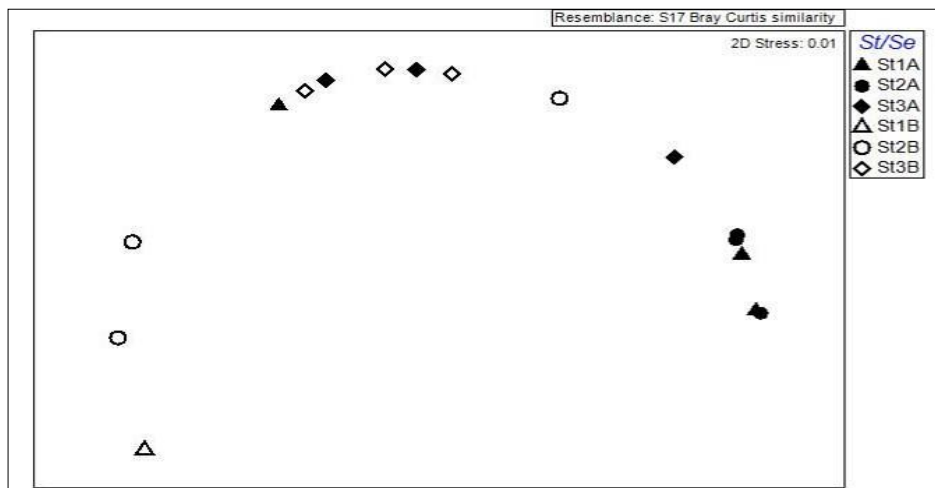 Resemblance: S17 Bray Curtis similarity
2D Stress: 0.01
St/Se
St1A
St2A
St3A
St1B
St2B
St3B